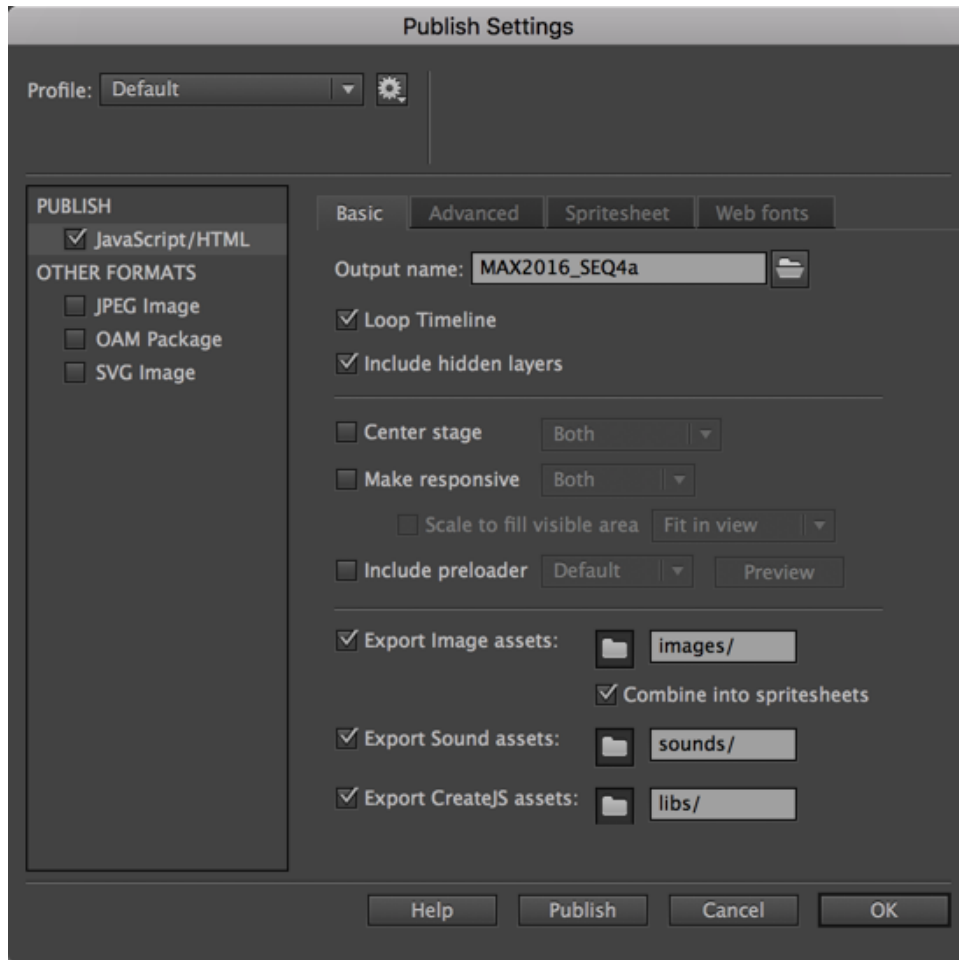 Publish Settings
Profile: Default
PUBLISH
JavaScript/HTML
OTHER FORMATS
JPEG Image
OAM Package
SVG Image
Basic Advanced Spritesheet Web fonts
Output name: MAX2016_SEQ4a
Loop Timeline
Include hidden layers
Center stage Both
Make responsive Both
Scale to fill visible area Fit in view
Include preloader Default Preview
Export Image assets: images/
Combine into spritesheets
Export Sound assets: sounds/
Export CreateJS assets: libs/
Help Publish Cancel OK